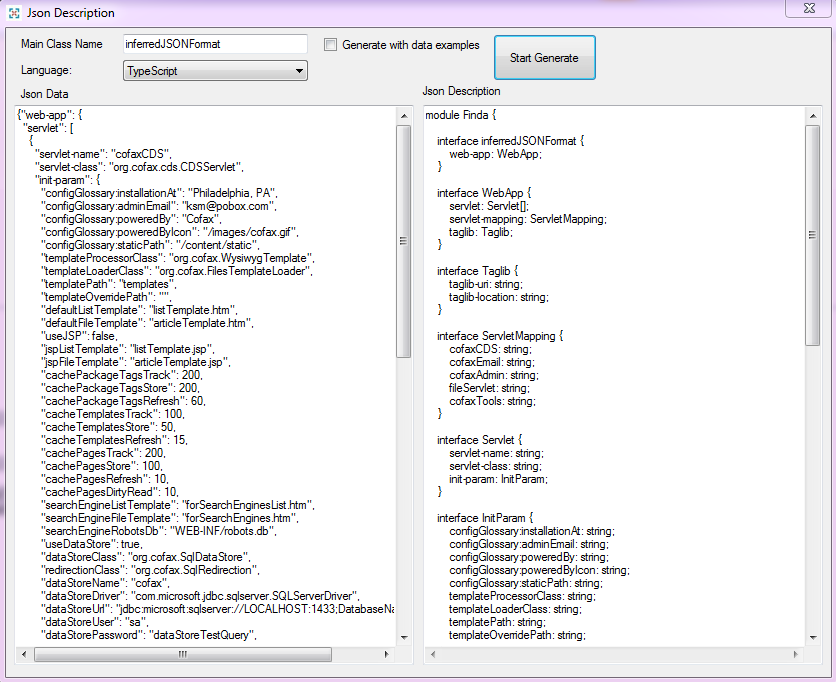 Json Description
Main Class Name
inferredJSONFormat
Generate with data examples
Start Generate
Language:
TypeScript
Json Data
{"web-app": {
"servlet": [
{
"servlet-name": "cofaxCDS",
"servlet-class": "org.cofax.cds.CDSServlet",
"init-param": {
"configGlossary:installationAt": "Philadelphia, PA",
"configGlossary:adminEmail": "ksm@pobox.com",
"configGlossary:poweredBy": "Cofax",
"configGlossary:poweredByIcon": "/images/cofax.gif",
"configGlossary:staticPath": "/content/static",
"templateProcessorClass": "org.cofax.WysiwygTemplate",
"templateLoaderClass": "org.cofax.FilesTemplateLoader",
"templatePath": "templates",
"templateOverridePath": "",
"defaultListTemplate": "listTemplate.htm",
"defaultFileTemplate": "articleTemplate.htm",
"useJSP": false,
"jspListTemplate": "listTemplate.jsp",
"jspFileTemplate": "articleTemplate.jsp",
"cachePackageTagsTrack": 200,
"cachePackageTagsStore": 200,
"cachePackageTagsRefresh": 60,
"cacheTemplatesTrack": 100,
"cacheTemplatesStore": 50,
"cacheTemplatesRefresh": 15,
"cachePagesTrack": 200,
"cachePagesStore": 100,
"cachePagesRefresh": 10,
"cachePagesDirtyRead": 10,
"searchEngineListTemplate": "forSearchEnginesList.htm",
"searchEngineFileTemplate": "forSearchEngines.htm",
"searchEngineRobotsDb": "WEB-INF/robots.db",
"useDataStore": true,
"dataStoreClass": "org.cofax.SqlDataStore",
"redirectionClass": "org.cofax.SqlRedirection",
"dataStoreName": "cofax",
"dataStoreDriver": "com.microsoft.jdbc.sqlserver.SQLServerDriver",
"dataStoreUrl": "jdbc:microsoft:sqlserver://LOCALHOST:1433;DatabaseNa
"dataStoreUser": "sa",
"dataStorePassword": "dataStoreTestQuery",
Json Description
module Finda {
interface inferredJSONFormat {
web-app: WebApp;
}
interface WebApp {
servlet: Servlet[];
servlet-mapping: ServletMapping;
taglib: Taglib;
}
interface Taglib {
taglib-uri: string;
taglib-location: string;
}
interface ServletMapping {
cofaxCDS: string;
cofaxEmail: string;
cofaxAdmin: string;
fileServlet: string;
cofaxTools: string;
}
interface Servlet {
servlet-name: string;
servlet-class: string;
init-param: InitParam;
}
interface InitParam {
configGlossary:installationAt: string;
configGlossary:adminEmail: string;
configGlossary:poweredBy: string;
configGlossary:poweredByIcon: string;
configGlossary:staticPath: string;
templateProcessorClass: string;
templateLoaderClass: string;
templatePath: string;
templateOverridePath: string;